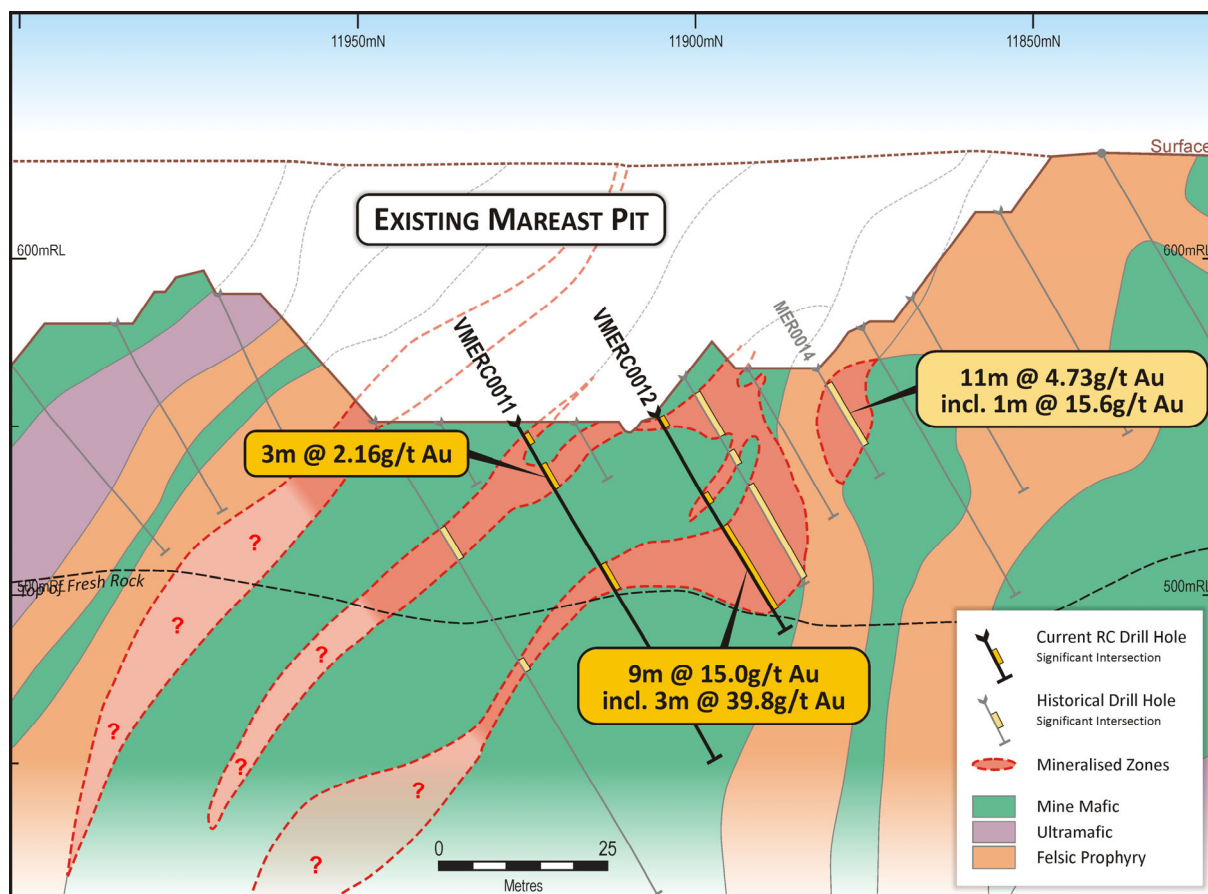 11950mN
11900mN
11850mN
Surface
EXISTING MAREAST PIT
600mRL
600mRL
VMERC0011
VMERC0012
MER0014
11m @ 4.73g/t Au
incl. 1m @ 15.6g/t Au
3m @ 2.16g/t Au
?
500mRL
Top of Fresh Rock
500mRL
?
?
9m @ 15.0g/t Au
incl. 3m @ 39.8g/t Au
?
?
?
?
Current RC Drill Hole
Significant Intersection
Historical Drill Hole
Significant Intersection
Mineralised Zones
Mine Mafic
Ultramafic
Felsic Prophyry
0
25
Metres